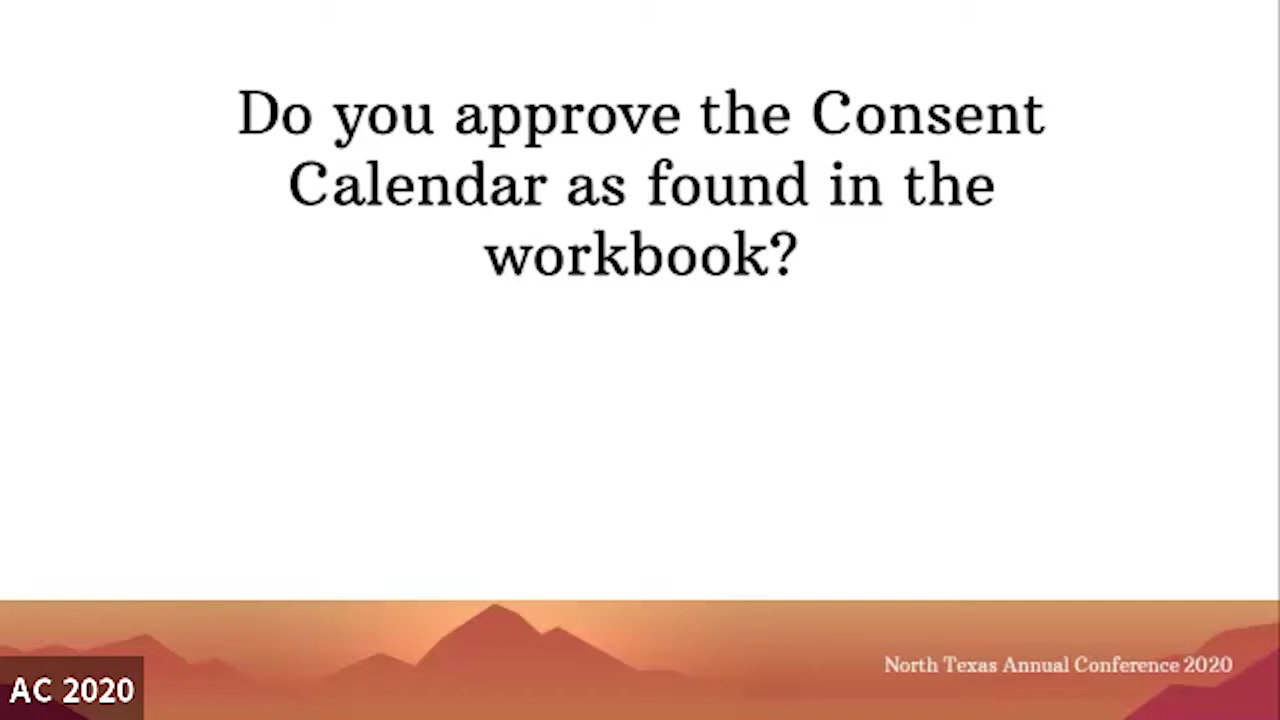 Do you approve the Consent
Calendar as found in the
workbook?
North Texas Annual Conference 2020
AC 2020